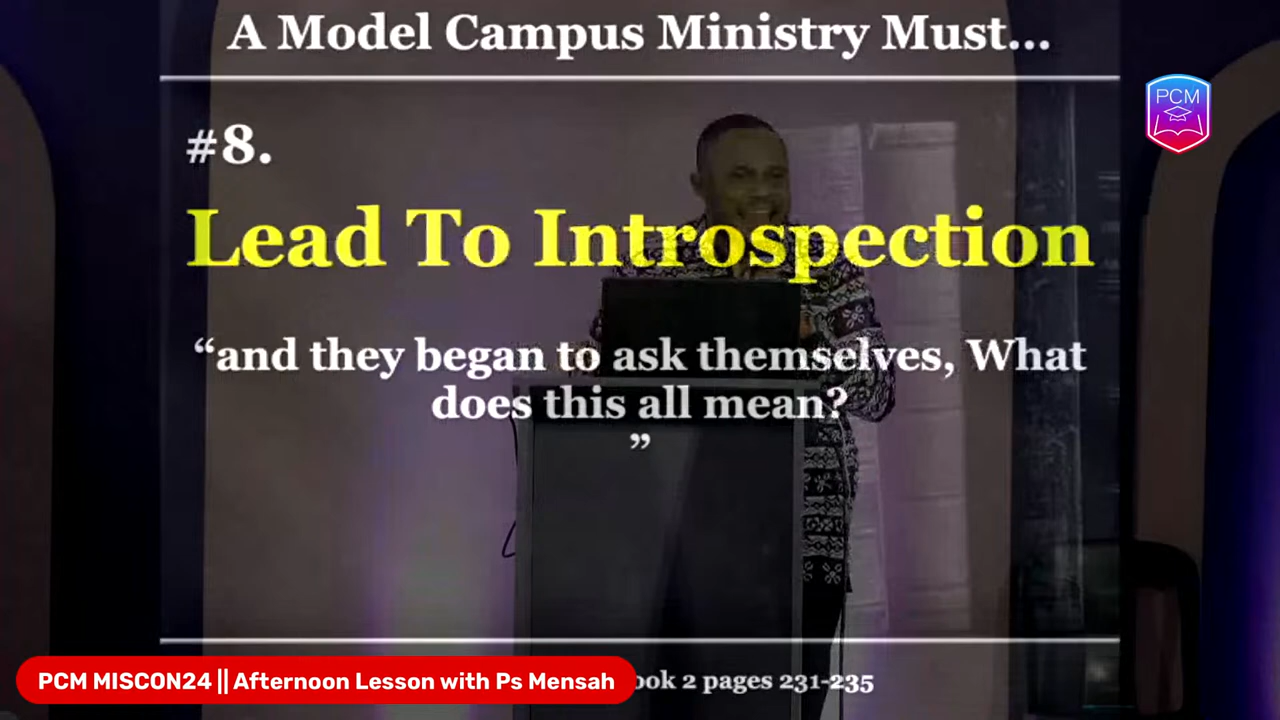 A Model Campus Ministry Must...
PCM
#8.
Lead To Introspection
“and they began to ask themselves, What
does this all mean?
”
PCM MISCON24 || Afternoon Lesson with Ps Mensah
2 pages 231-235